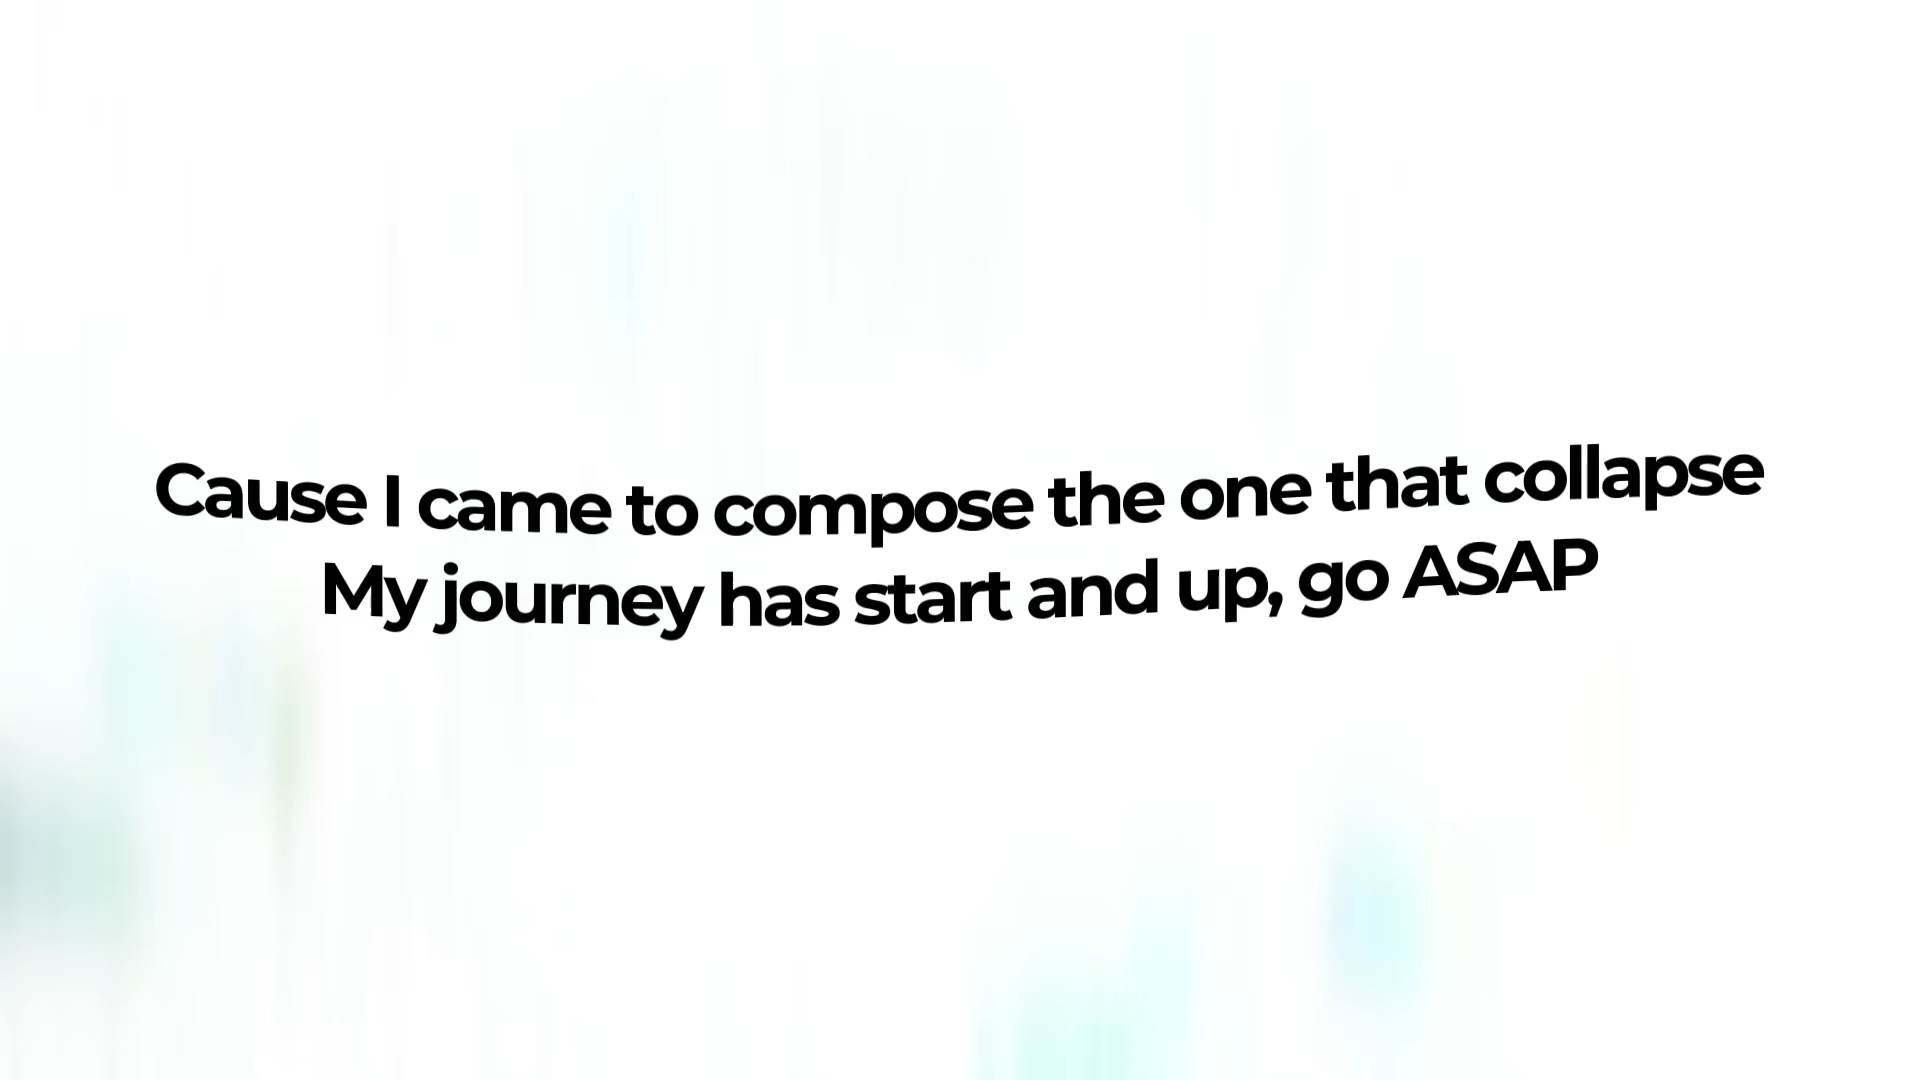 Cause I came to compose the one that collapse
My journey has start and up, go ASAP